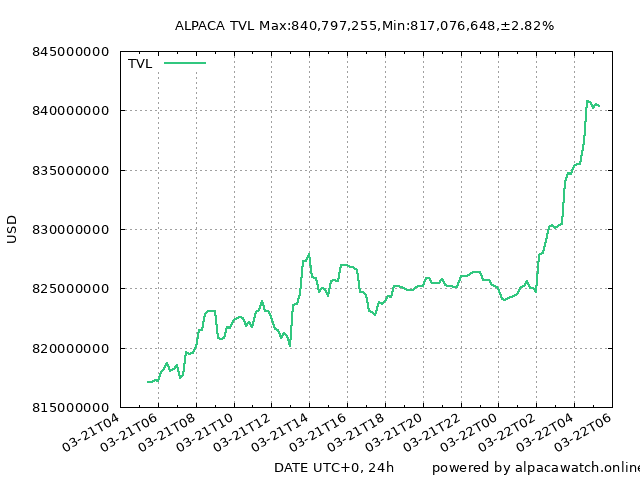 ALPACA TVL Max:840,797,255,Min:817,076,648,±2.82%
TVL
845000000
840000000
835000000
830000000
825000000
820000000
815000000
USD
03-21T04
03-21T06
03-21T08
03-21T10
03-21T12
03-21T14
03-21T16
03-21T18
03-21T20
03-21T22
03-22T00
03-22T02
03-22T04
03-22T06
DATE UTC+0, 24h
powered by alpacawatch.online